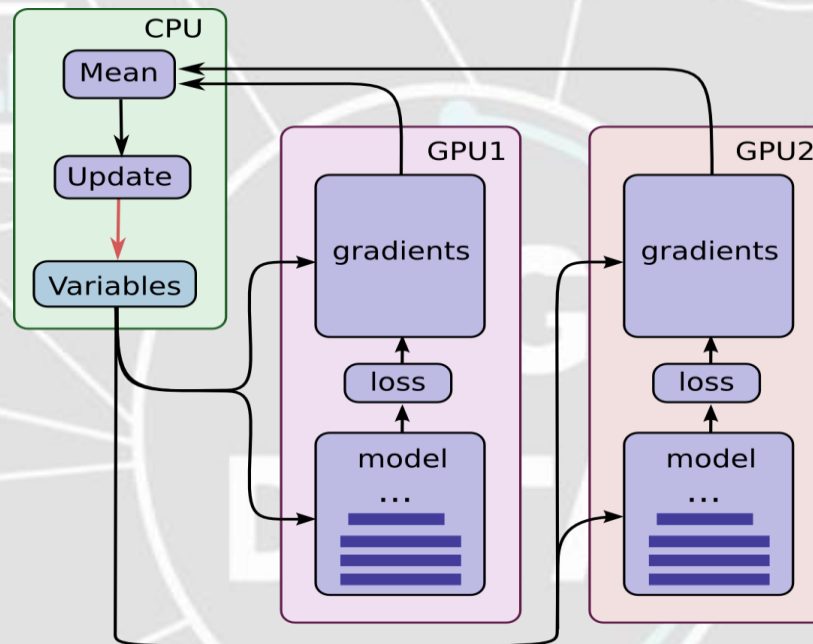 CPU
Mean
Update
Variables
GPU1
gradients
loss
model
...
GPU2
gradients
loss
model
...